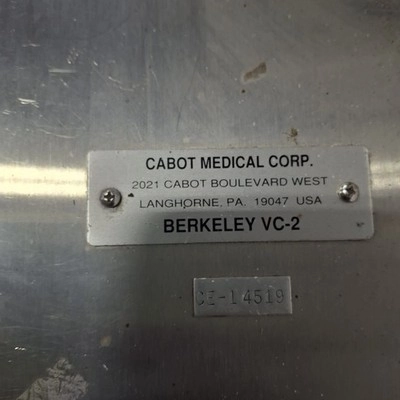 CABOT MEDICAL CORP.
2021 CABOT BOULEVARD WEST
LANGHORNE, PA. 19047 USA
BERKELEY VC-2
CZ-14519